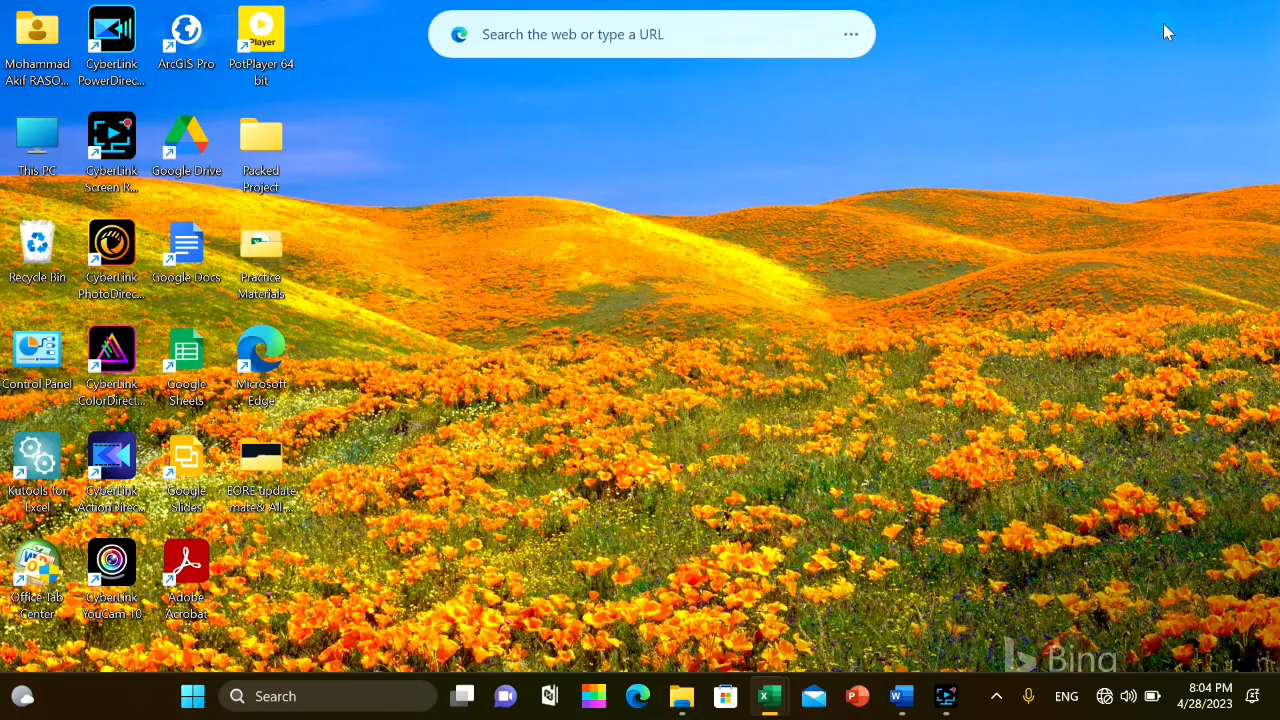 Search the web or type a URL
Mohammad
Akif RASO...
CyberLink
PowerDirec...
ArcGIS Pro
PotPlayer 64
bit
Player
This PC
CyberLink
Screen R...
Google Drive
Packed
Project
Recycle Bin
CyberLink
PhotoDirec...
Google Docs
Practice
Materials
Control Panel
CyberLink
ColorDirect...
Google
Sheets
Microsoft
Edge
Kutools for
Excel
CyberLink
ActionDirec...
Google
Slides
EORE update
mate& All ...
Office Tab
Center
CyberLink
YouCam 10
Adobe
Acrobat
Bing
Search
ENG
8:04 PM
4/28/2023